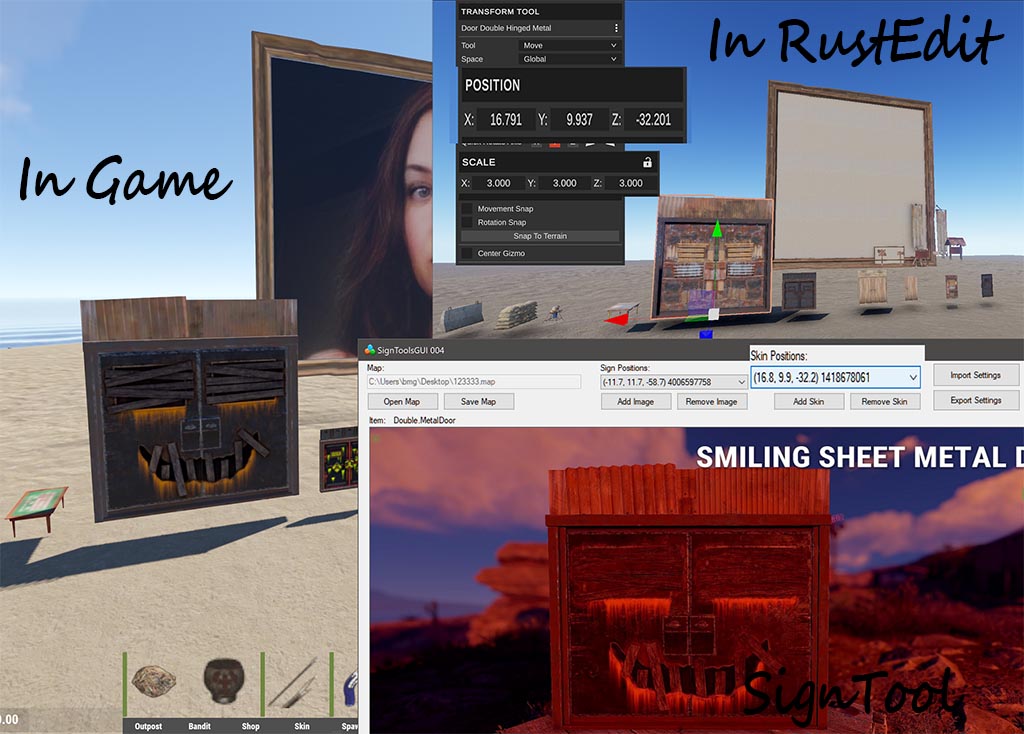 In Game
In RustEdit
TRANSFORM TOOL
Door Double Hinged Metal
Tool Move
Space Global
POSITION
X: 16.791 Y: 9.937 Z: -32.201
SCALE
X: 3.000 Y: 3.000 Z: 3.000
Movement Snap
Rotation Snap
Snap To Terrain
Center Gizmo
SignToolsGUI 004
Map: Sign Positions: Skin Positions:
C:\Users\bmg\Desktop\123333.map (-11.7, 11.7, -58.7) 4006597758 (16.8, 9.9, -32.2) 1418678061 Import Settings
Open Map Save Map Add Image Remove Image Add Skin Remove Skin Export Settings
Item: Double.MetalDoor
SMILING SHEET METAL D
SignTool
0.00
Outpost Bandit Shop Skin Spaw